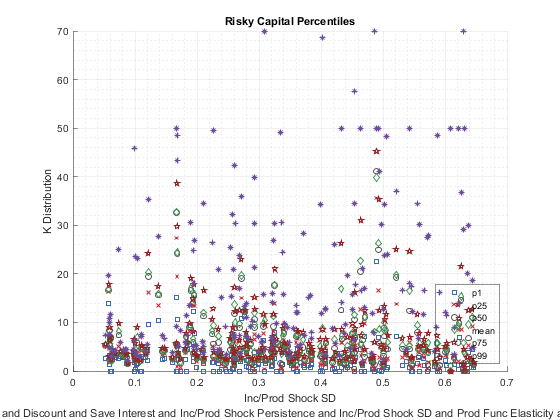 Risky Capital Percentiles
70
60
50
40
30
20
10
0
K Distribution
p1
p25
p50
mean
p75
p99
0
0.1
0.2
0.3
0.4
0.5
0.6
0.7
Inc/Prod Shock SD
and Discount and Save Interest and Inc/Prod Shock Persistence and Inc/Prod Shock SD and Prod Func Elasticity